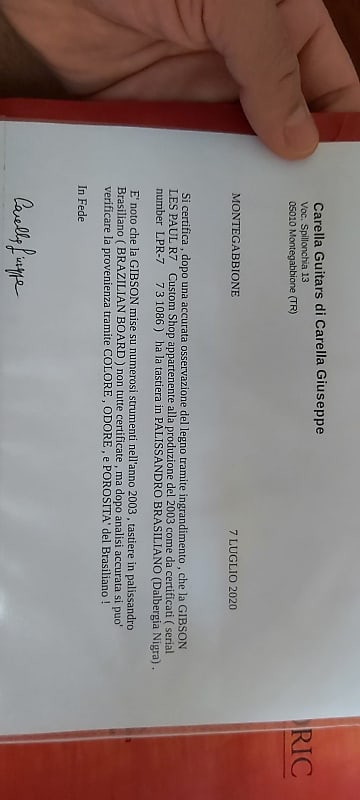 Carella Guitars di Carella Giuseppe
Voc. Spillonchia 13
05010 Montegabbione (TR)
MONTEGABBIONE 7 LUGLIO 2020
Si certifica , dopo una accurata osservazione del legno tramite ingrandimento , che la GIBSON
LES PAUL R7 Custom Shop appartenente alla produzione del 2003 come da certificati ( serial
number LPR-7 7 3 1086 ) ha la tastiera in PALISSANDRO BRASILIANO (Dalbergia Nigra) .
E' noto che la GIBSON mise su numerosi strumenti nell'anno 2003 , tastiere in palissandro
Brasiliano ( BRAZILIAN BOARD ) non tutte certificate , ma dopo analisi accurata si puo'
verificare la provenienza tramite COLORE , ODORE , e POROSITA' del Brasiliano !
In Fede
Carella Giuseppe
RIC